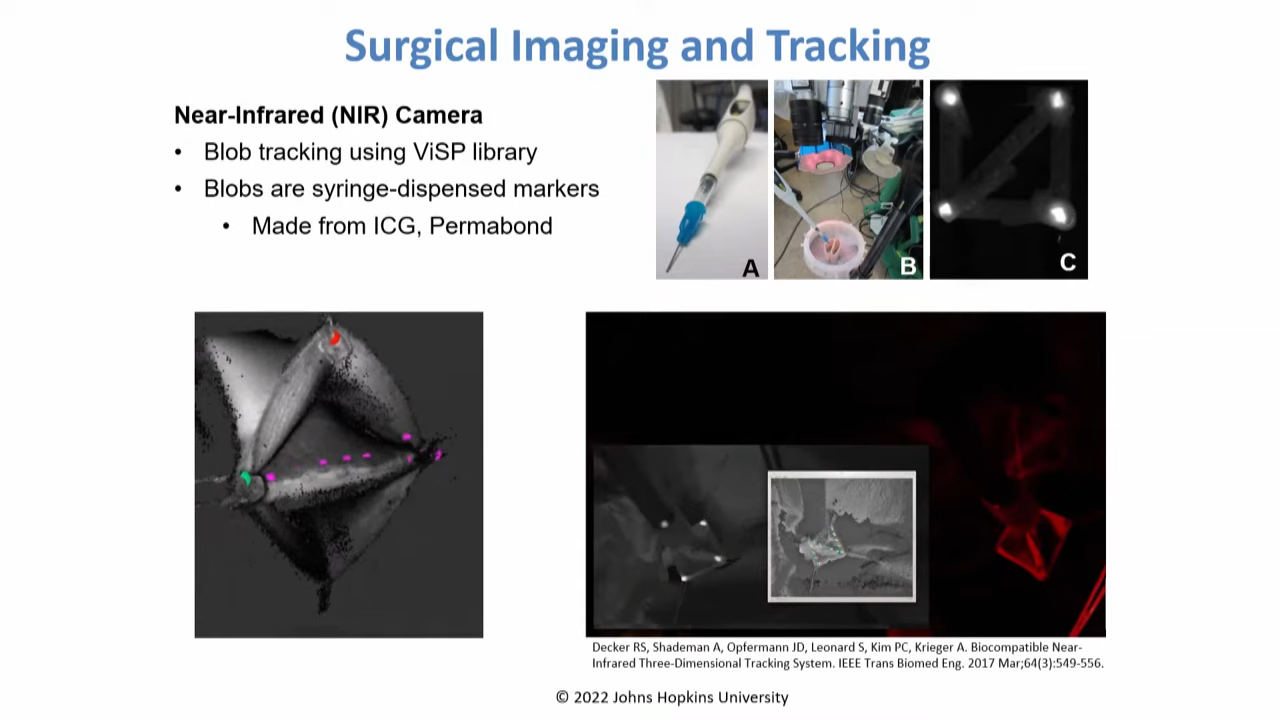 Surgical Imaging and Tracking
Near-Infrared (NIR) Camera
• Blob tracking using ViSP library
• Blobs are syringe-dispensed markers
• Made from ICG, Permabond
A
B
C
Decker RS, Shademan A, Opfermann JD, Leonard S, Kim PC, Krieger A. Biocompatible Near-
Infrared Three-Dimensional Tracking System. IEEE Trans Biomed Eng. 2017 Mar;64(3):549-556.
© 2022 Johns Hopkins University